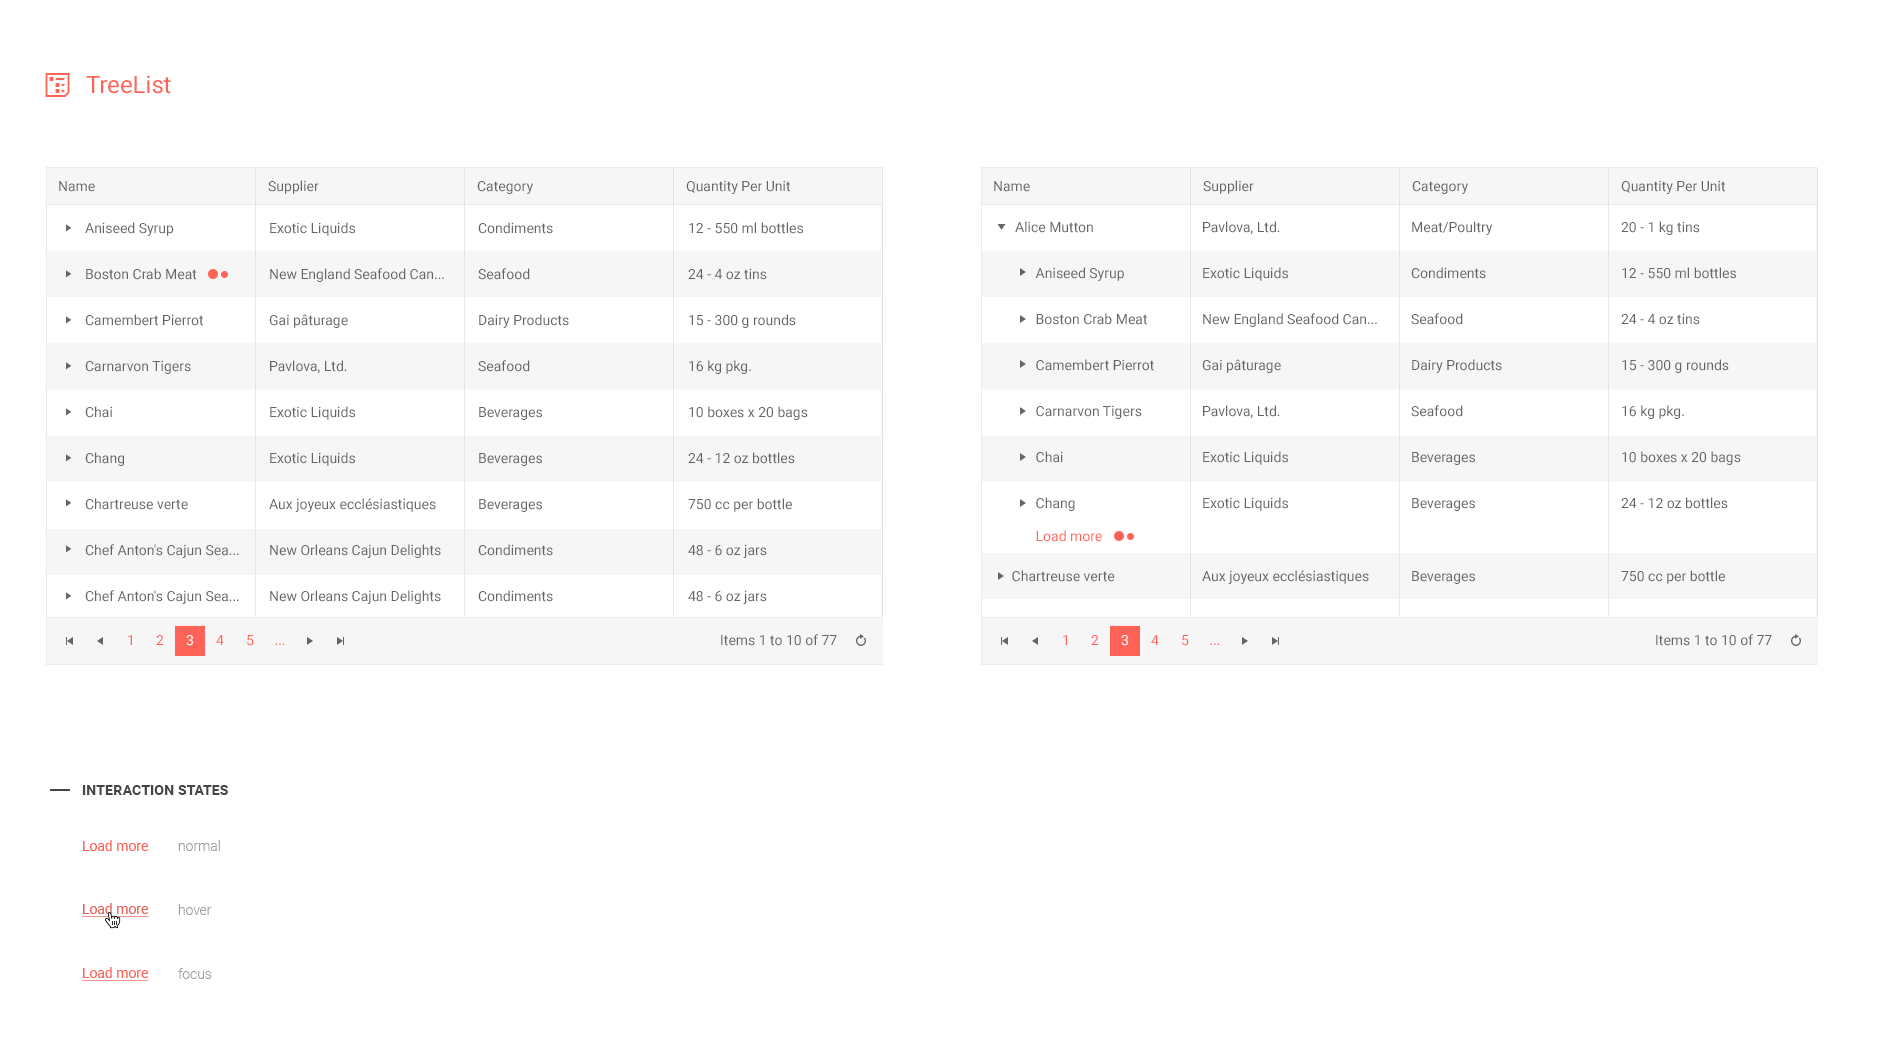 TreeList
Name Supplier Category Quantity Per Unit
Aniseed Syrup Exotic Liquids Condiments 12 - 550 ml bottles
Boston Crab Meat New England Seafood Can... Seafood 24 - 4 oz tins
Camembert Pierrot Gai pâturage Dairy Products 15 - 300 g rounds
Carnarvon Tigers Pavlova, Ltd. Seafood 16 kg pkg.
Chai Exotic Liquids Beverages 10 boxes x 20 bags
Chang Exotic Liquids Beverages 24 - 12 oz bottles
Chartreuse verte Aux joyeux ecclésiastiques Beverages 750 cc per bottle
Chef Anton's Cajun Sea... New Orleans Cajun Delights Condiments 48 - 6 oz jars
Chef Anton's Cajun Sea... New Orleans Cajun Delights Condiments 48 - 6 oz jars
1 2 3 4 5 ... Items 1 to 10 of 77
Name Supplier Category Quantity Per Unit
Alice Mutton Pavlova, Ltd. Meat/Poultry 20 - 1 kg tins
Aniseed Syrup Exotic Liquids Condiments 12 - 550 ml bottles
Boston Crab Meat New England Seafood Can... Seafood 24 - 4 oz tins
Camembert Pierrot Gai pâturage Dairy Products 15 - 300 g rounds
Carnarvon Tigers Pavlova, Ltd. Seafood 16 kg pkg.
Chai Exotic Liquids Beverages 10 boxes x 20 bags
Chang Exotic Liquids Beverages 24 - 12 oz bottles
Load more
Chartreuse verte Aux joyeux ecclésiastiques Beverages 750 cc per bottle
1 2 3 4 5 ... Items 1 to 10 of 77
INTERACTION STATES
Load more normal
Load more hover
Load more focus